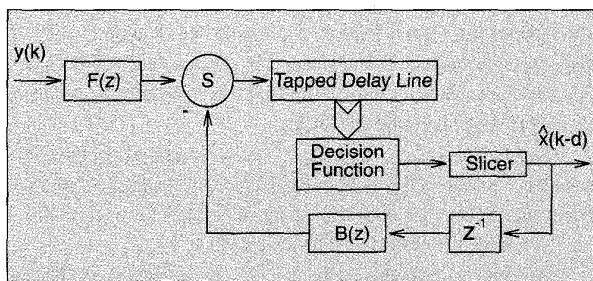 y(k)
F(z)
S
-
Tapped Delay Line
Decision
Function
Slicer
x̂(k-d)
B(z)
Z⁻¹